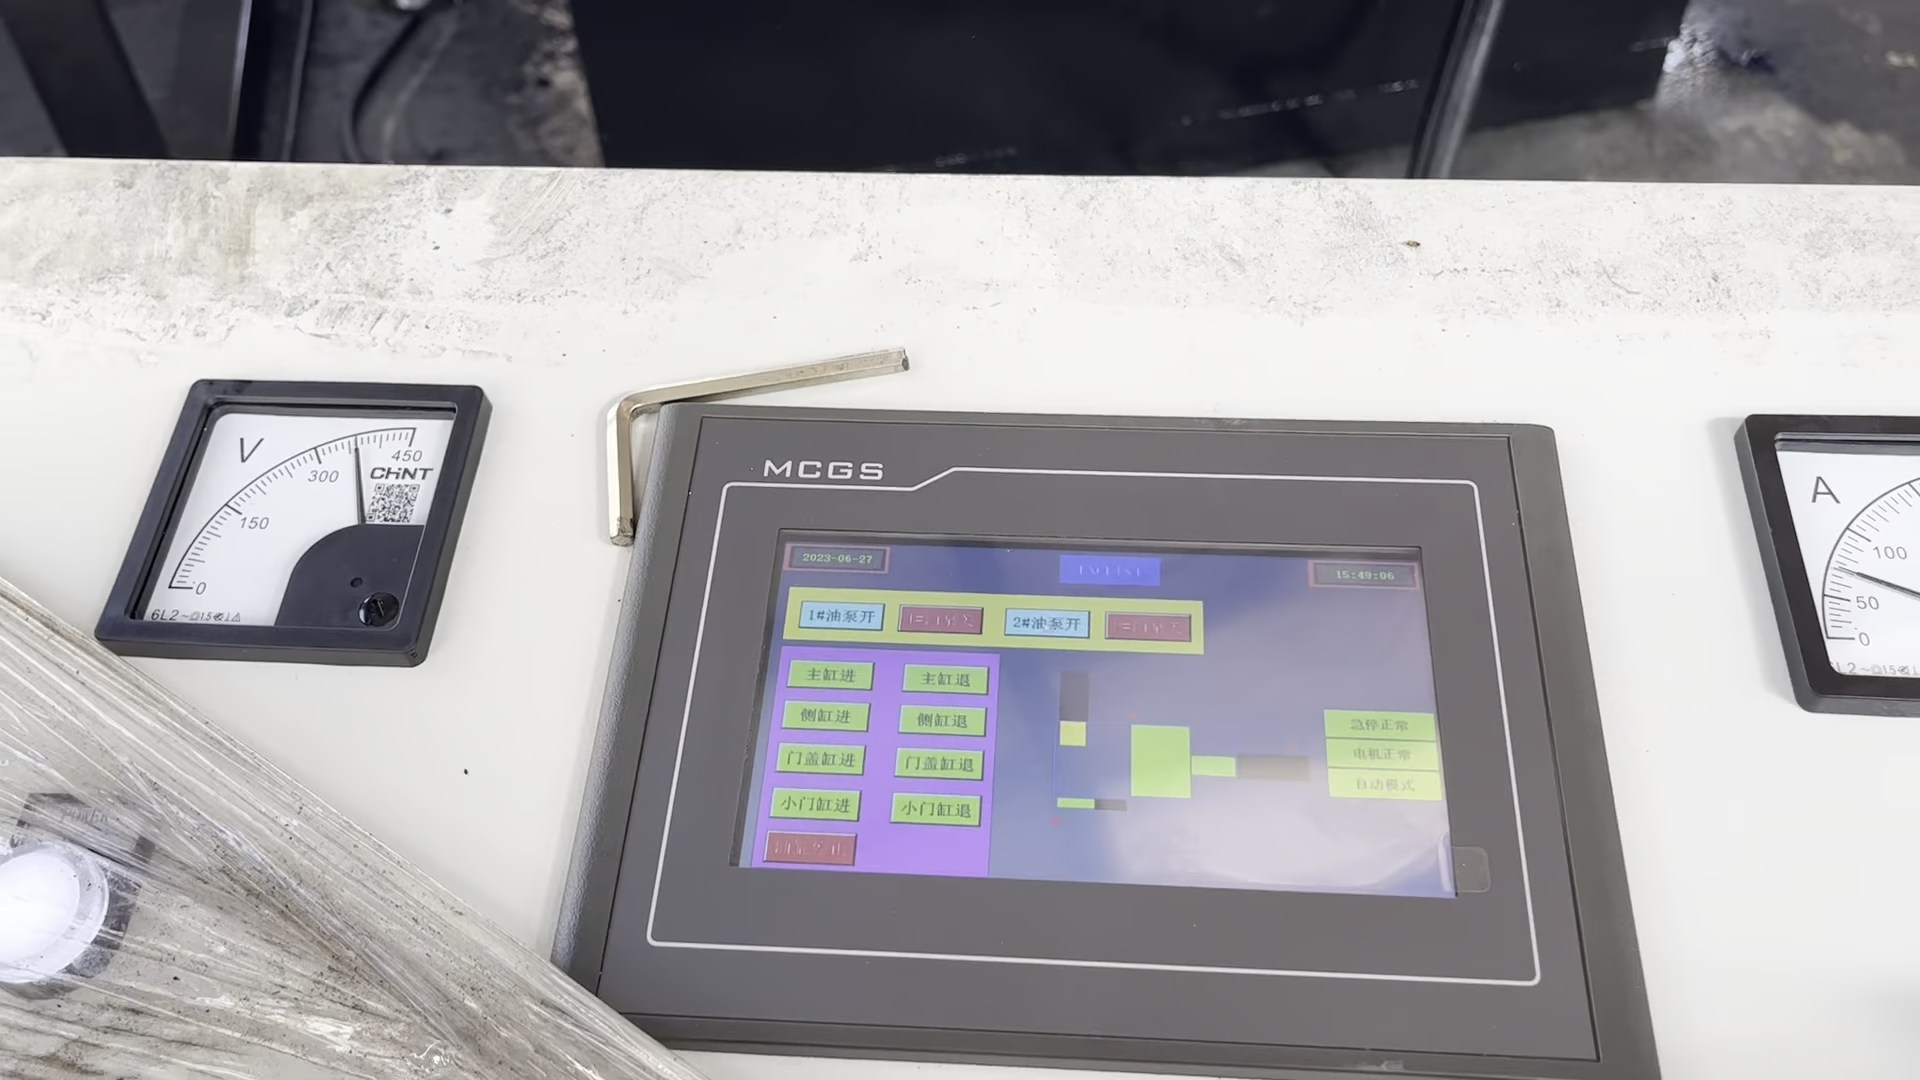 V
450
CHiNT
300
150
0
6L2
MCGS
2023-06-27
15:49:06
1#油泵开
2#油泵开
主缸进
主缸退
侧缸进
侧缸退
门盖缸进
门盖缸退
小门缸进
小门缸退
急停正常
电机正常
自动模式
A
100
50
0
POWER